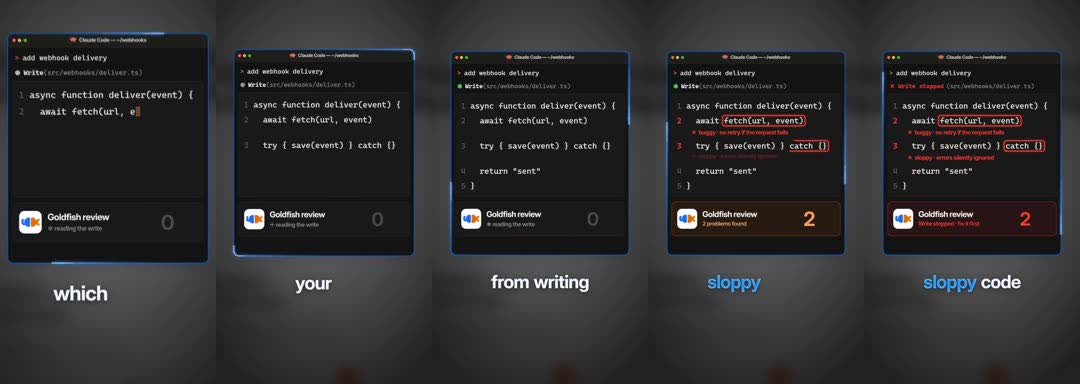 Claude Code — ~/webhooks
> add webhook delivery
Write(src/webhooks/deliver.ts)
1 async function deliver(event) {
2 await fetch(url, e
Goldfish review
reading the write
0
which
Claude Code — ~/webhooks
> add webhook delivery
Write(src/webhooks/deliver.ts)
1 async function deliver(event) {
2 await fetch(url, event)
3 try { save(event) } catch {}
Goldfish review
reading the write
0
your
Claude Code — ~/webhooks
> add webhook delivery
Write(src/webhooks/deliver.ts)
1 async function deliver(event) {
2 await fetch(url, event)
3 try { save(event) } catch {}
4 return "sent"
5 }
Goldfish review
reading the write
0
from writing
Claude Code — ~/webhooks
> add webhook delivery
Write(src/webhooks/deliver.ts)
1 async function deliver(event) {
2 await fetch(url, event)
× buggy · no retry if the request fails
3 try { save(event) } catch {}
× sloppy · errors silently ignored
4 return "sent"
5 }
Goldfish review
2 problems found
2
sloppy
Claude Code — ~/webhooks
> add webhook delivery
× Write stopped (src/webhooks/deliver.ts)
1 async function deliver(event) {
2 await fetch(url, event)
× buggy · no retry if the request fails
3 try { save(event) } catch {}
× sloppy · errors silently ignored
4 return "sent"
5 }
Goldfish review
Write stopped · fix it first
2
sloppy code